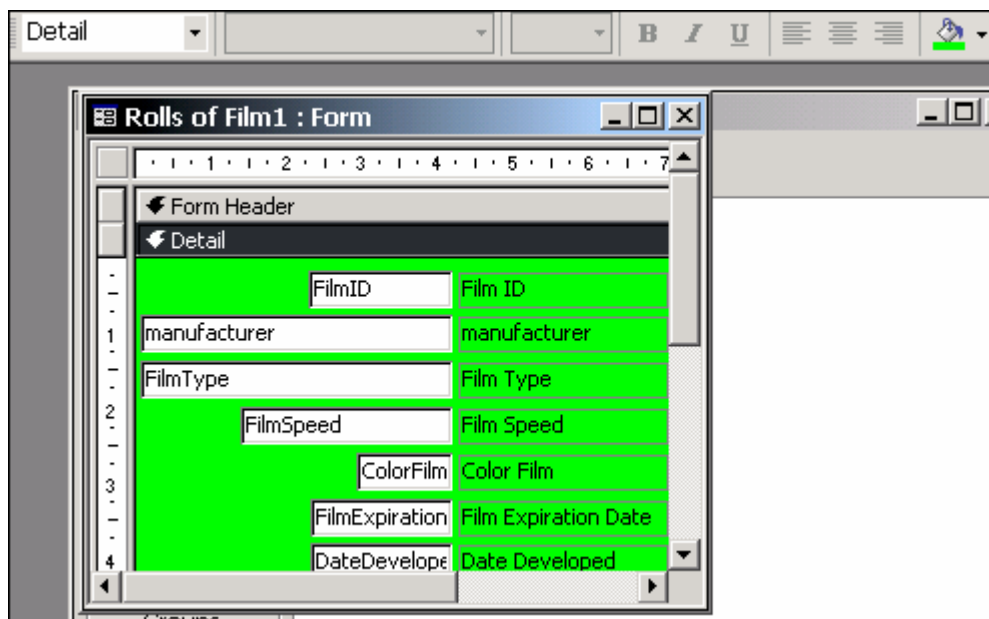 Detail
B I U
Rolls of Film1 : Form
1 2 3 4 5 6 7
Form Header
Detail
FilmID Film ID
1
manufacturer manufacturer
FilmType Film Type
2
FilmSpeed Film Speed
ColorFilm Color Film
3
FilmExpiration Film Expiration Date
4
DateDevelope Date Developed